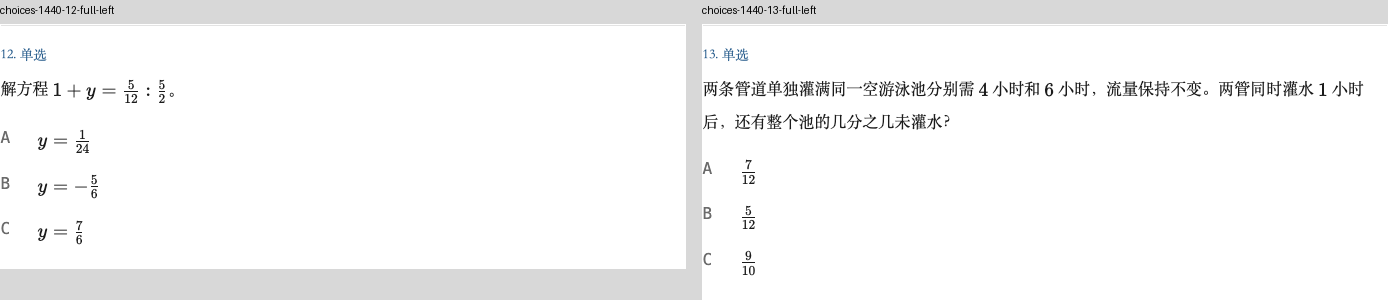 choices-1440-12-full-left
12. 单选
解方程 1 + y = 5/12 : 5/2 。
A y = 1/24
B y = −5/6
C y = 7/6
choices-1440-13-full-left
13. 单选
两条管道单独灌满同一空游泳池分别需 4 小时和 6 小时，流量保持不变。两管同时灌水 1 小时
后，还有整个池的几分之几未灌水？
A 7/12
B 5/12
C 9/10